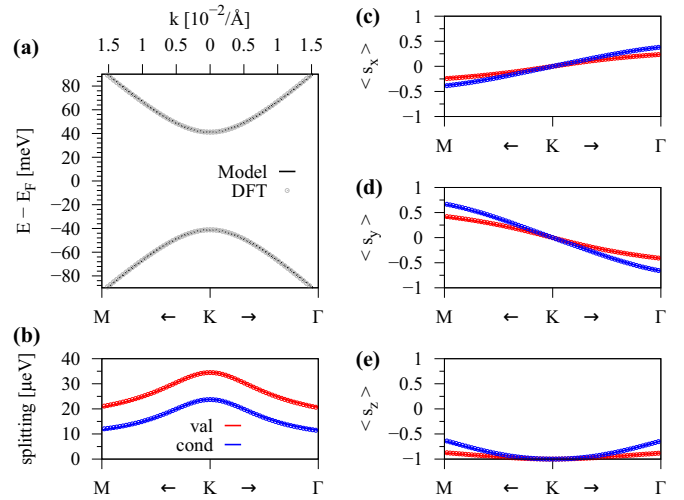 k [10⁻²/Å]
(a)
1.5 1 0.5 0 0.5 1 1.5
E − E_F [meV]
80
60
40
20
0
−20
−40
−60
−80
Model
DFT
M ← K → Γ
(b)
splitting [µeV]
40
30
20
10
0
val
cond
M ← K → Γ
(c)
< s_x >
1
0.5
0
−0.5
−1
M ← K → Γ
(d)
< s_y >
1
0.5
0
−0.5
−1
M ← K → Γ
(e)
< s_z >
1
0.5
0
−0.5
−1
M ← K → Γ